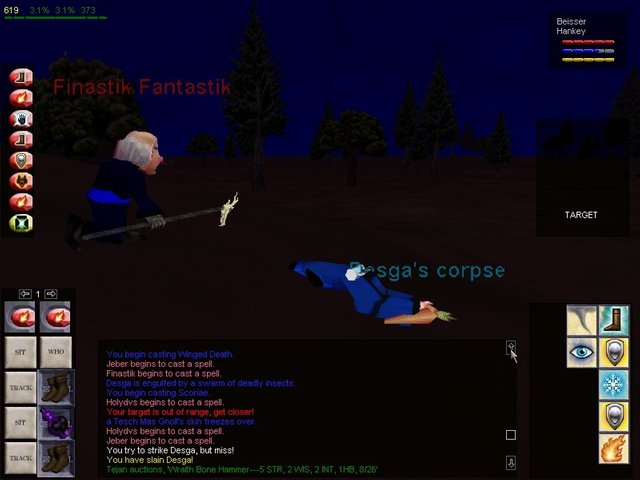 619 3.1% 3.1% 373
Beisser
Hankey
Finastik Fantastik
TARGET
Desga's corpse
1
SIT WHO
TRACK
SIT
TRACK
You begin casting Winged Death.
Jeber begins to cast a spell.
Finastik begins to cast a spell.
Desga is engulfed by a swarm of deadly insects.
You begin casting Scoriae.
Holydvs begins to cast a spell.
Your target is out of range, get closer!
a Tesch Mas Gnoll's skin freezes over.
Holydvs begins to cast a spell.
Jeber begins to cast a spell.
You try to strike Desga, but miss!
You have slain Desga!
Tejan auctions, 'Wraith Bone Hammer---5 STR, 2 WIS, 2 INT, 1HB, 8/26'